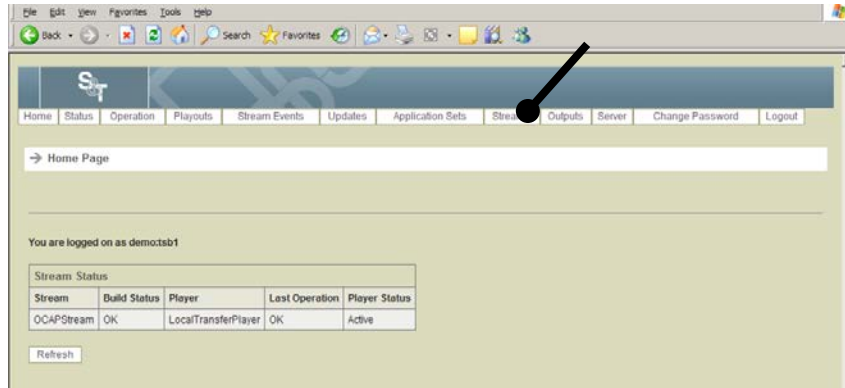 File Edit View Favorites Tools Help
Back Search Favorites
S&T
Home Status Operation Playouts Stream Events Updates Application Sets Outputs Server Change Password Logout
→ Home Page
You are logged on as demo:tsb1
Stream Status
Stream Build Status Player Last Operation Player Status
OCAPStream OK LocalTransferPlayer OK Active
Refresh